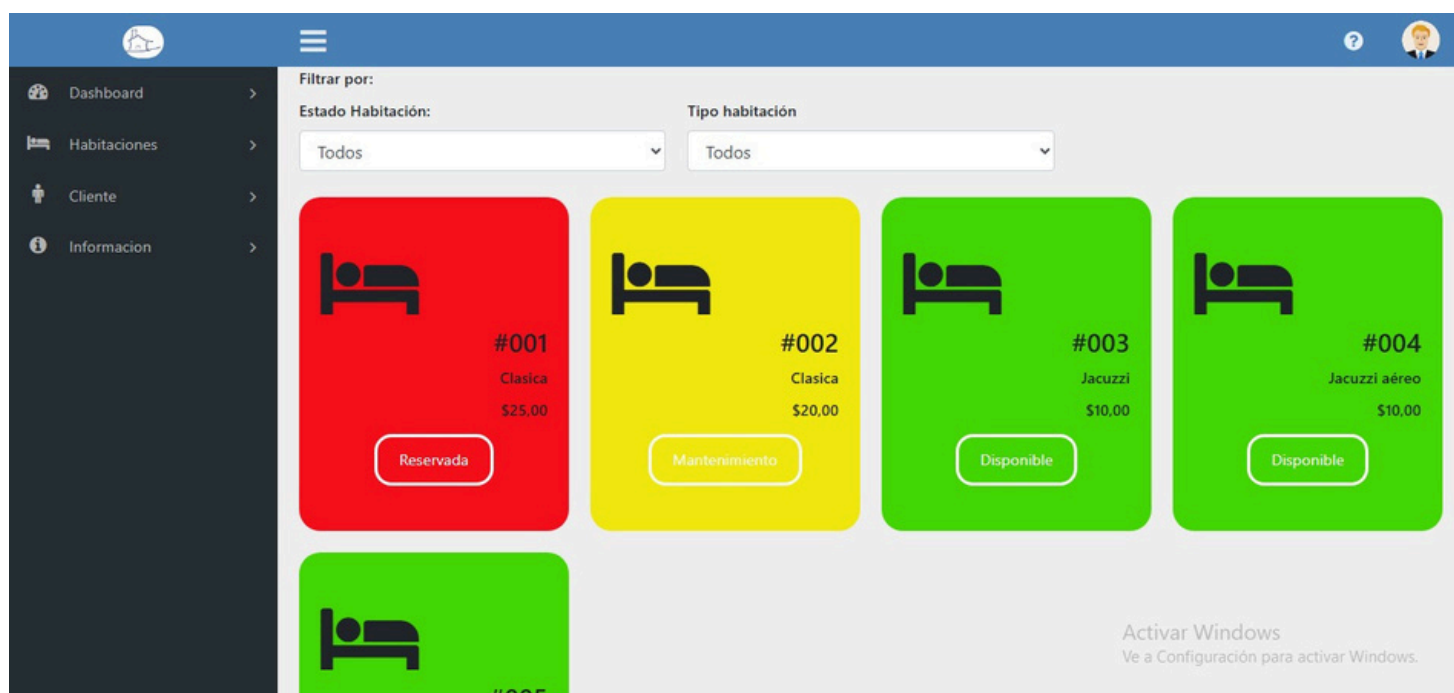 Dashboard
Habitaciones
Cliente
Informacion
Filtrar por:
Estado Habitación:
Tipo habitación
Todos
Todos
#001
Clasica
$25,00
Reservada
#002
Clasica
$20,00
Mantenimiento
#003
Jacuzzi
$10,00
Disponible
#004
Jacuzzi aéreo
$10,00
Disponible
#005
Activar Windows
Ve a Configuración para activar Windows.